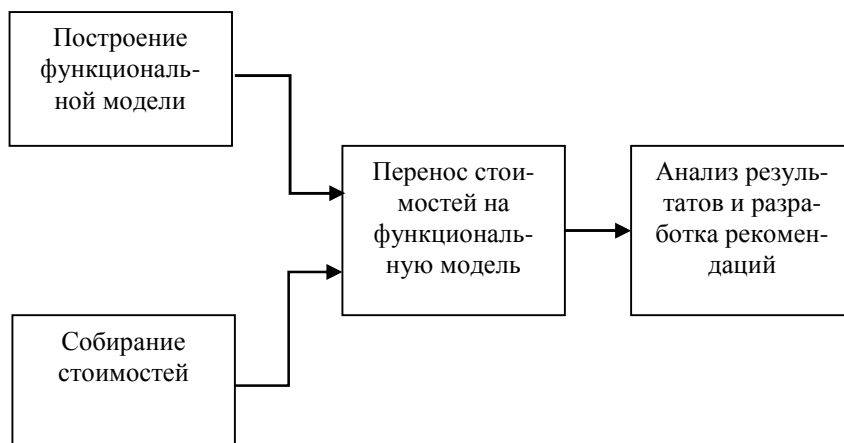 Построение
функциональ-
ной модели
Собирание
стоимостей
Перенос стои-
мостей на
функциональ-
ную модель
Анализ резуль-
татов и разра-
ботка рекомен-
даций